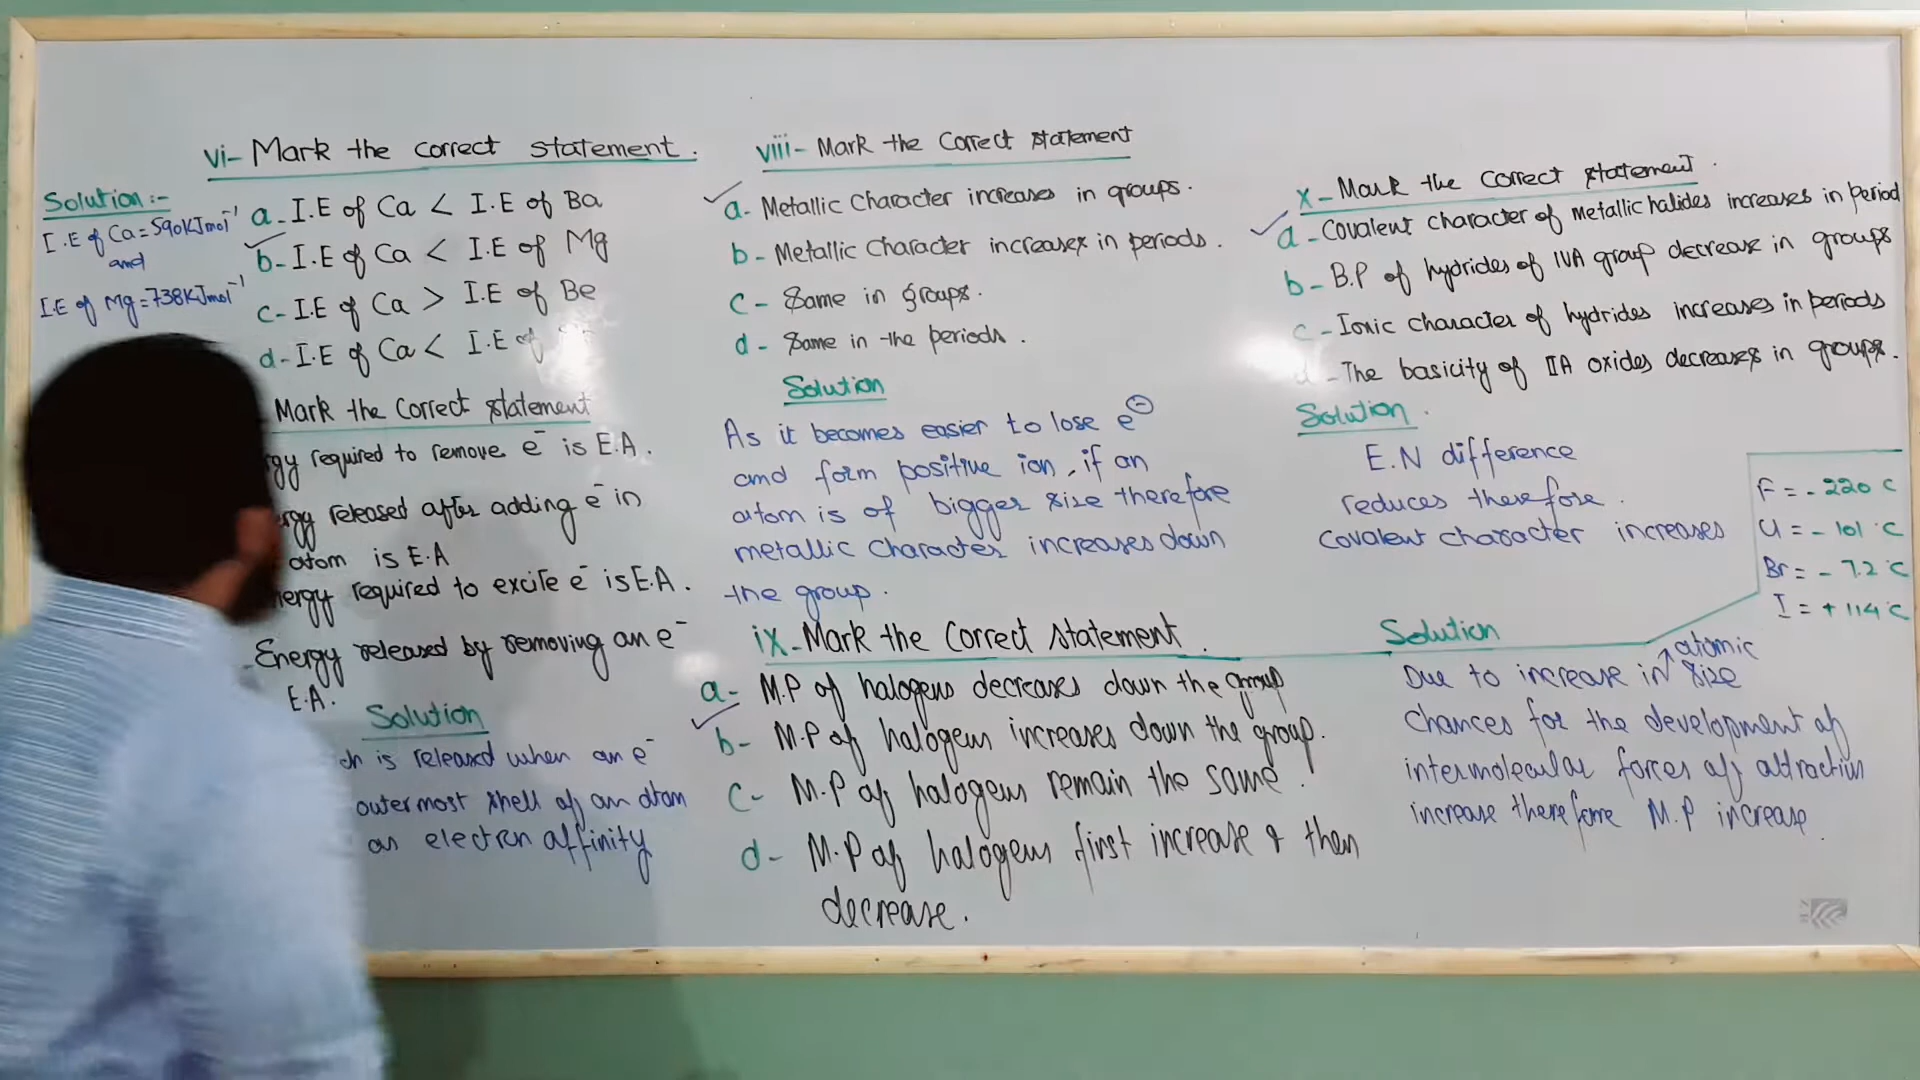 vi- Mark the correct statement.
Solution:-
I.E of Ca=590KJmol⁻¹
and
I.E of Mg=738KJmol⁻¹
a- I.E of Ca < I.E of Ba
b- I.E of Ca < I.E of Mg
c- I.E of Ca > I.E of Be
d- I.E of Ca < I.E of
Mark the Correct statement
required to remove e⁻ is E.A.
released after adding e⁻ in
atom is E.A
required to excite e⁻ is E.A.
Energy released by removing an e⁻
E.A.
Solution
is released when an e⁻
outermost shell of an atom
as electron affinity
viii- Mark the Correct statement
a- Metallic Character increases in groups.
b- Metallic Character increases in periods.
c- Same in groups.
d- Same in the periods.
Solution
As it becomes easier to lose e⊖
and form positive ion, if an
atom is of bigger size therefore
metallic character increases down
the group.
ix- Mark the Correct statement.
a- M.P of halogens decreases down the group
b- M.P of halogens increases down the group.
c- M.P of halogens remain the same.
d- M.P of halogens first increase & then
decrease.
x- Mark the correct statement.
a- Covalent character of metallic halides increases in period
b- B.P of hydrides of IVA group decrease in groups
c- Ionic character of hydrides increases in periods
d- The basicity of IIA oxides decreases in groups.
Solution.
E.N difference
reduces therefore.
covalent character increases
F = - 220 °C
Cl = - 101 °C
Br = - 7.2 °C
I = + 114 °C
Solution
Due to increase in atomic size
chances for the development of
intermolecular forces of attraction
increase therefore M.P increase.